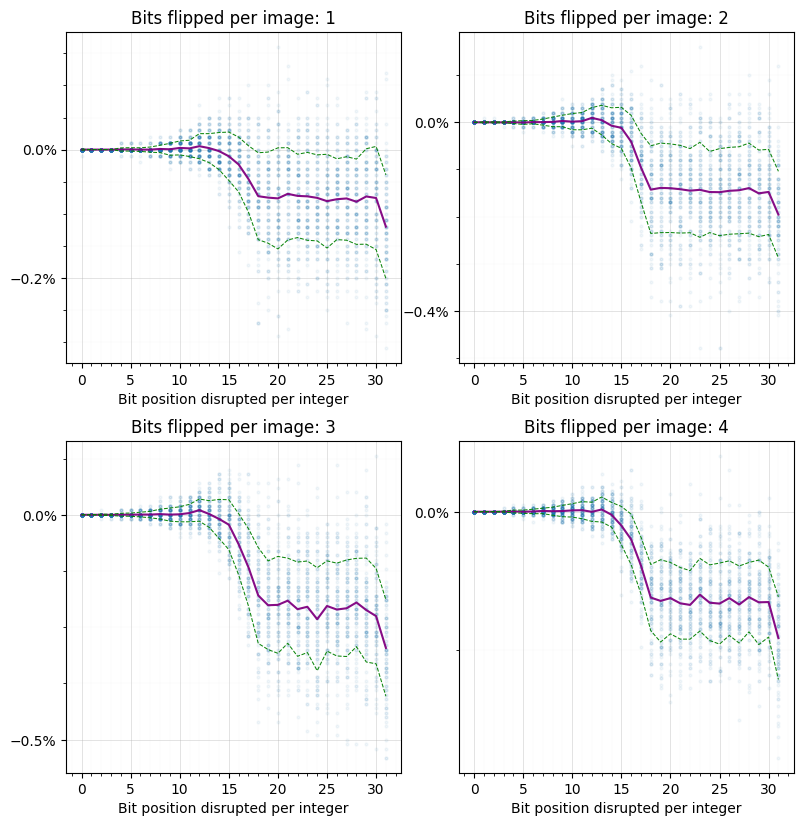 Bits flipped per image: 1
0.0%
−0.2%
0 5 10 15 20 25 30
Bit position disrupted per integer
Bits flipped per image: 2
0.0%
−0.4%
0 5 10 15 20 25 30
Bit position disrupted per integer
Bits flipped per image: 3
0.0%
−0.5%
0 5 10 15 20 25 30
Bit position disrupted per integer
Bits flipped per image: 4
0.0%
0 5 10 15 20 25 30
Bit position disrupted per integer